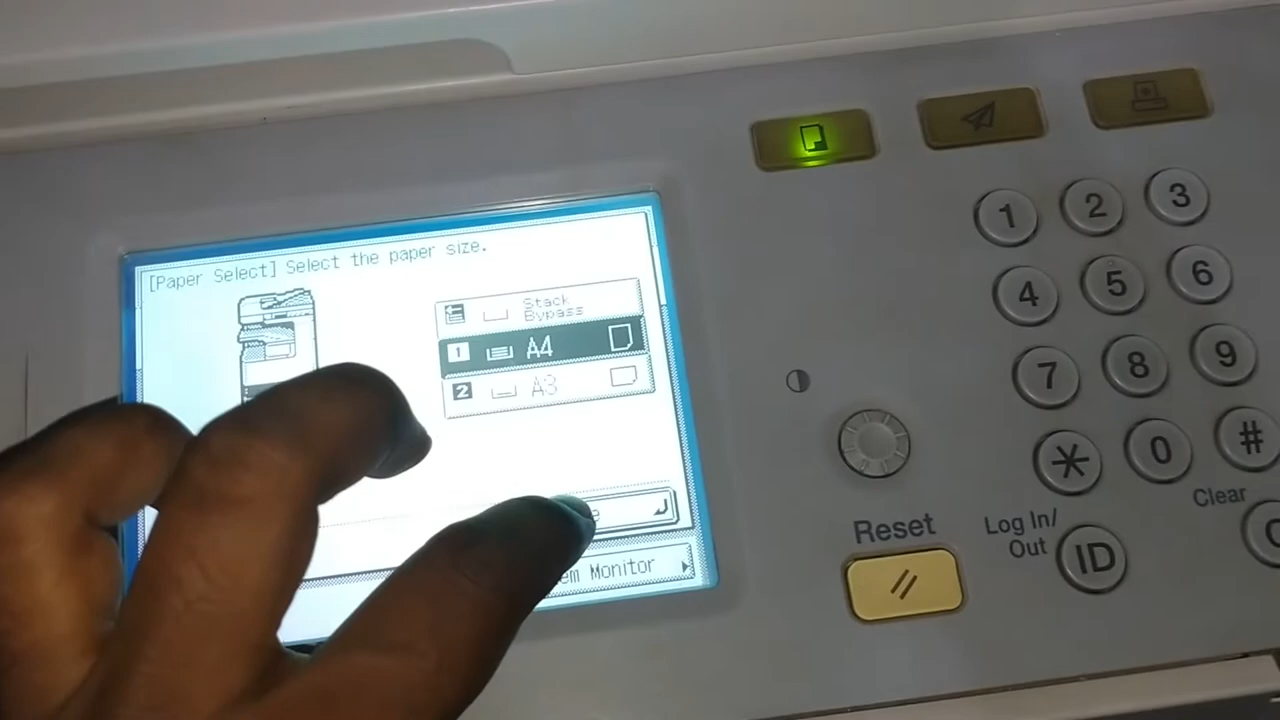 [Paper Select] Select the paper size.
Stack
Bypass
1 A4
2 A3
Monitor
1 2 3
4 5 6
7 8 9
* 0 #
Clear
Reset
Log In/
Out
ID
C